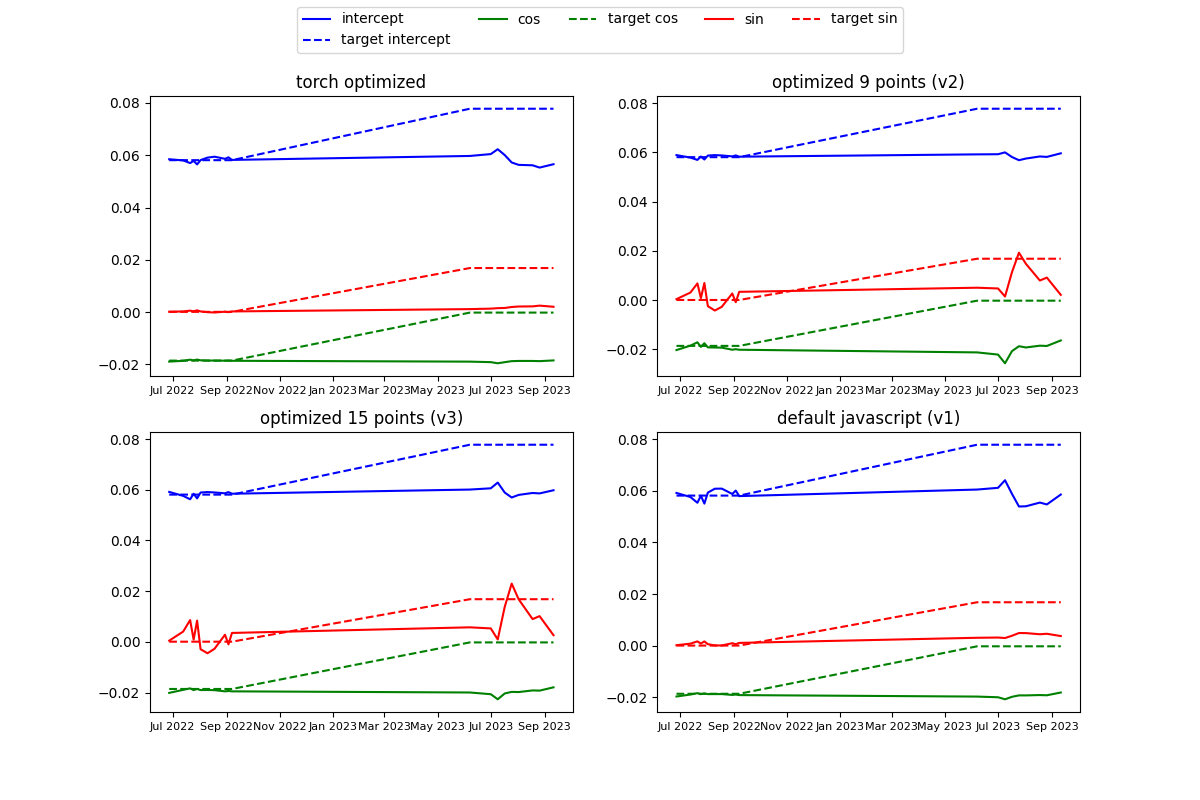 intercept cos target cos sin target sin
target intercept
torch optimized
0.08
0.06
0.04
0.02
0.00
−0.02
Jul 2022 Sep 2022 Nov 2022 Jan 2023 Mar 2023 May 2023 Jul 2023 Sep 2023
optimized 9 points (v2)
0.08
0.06
0.04
0.02
0.00
−0.02
Jul 2022 Sep 2022 Nov 2022 Jan 2023 Mar 2023 May 2023 Jul 2023 Sep 2023
optimized 15 points (v3)
0.08
0.06
0.04
0.02
0.00
−0.02
Jul 2022 Sep 2022 Nov 2022 Jan 2023 Mar 2023 May 2023 Jul 2023 Sep 2023
default javascript (v1)
0.08
0.06
0.04
0.02
0.00
−0.02
Jul 2022 Sep 2022 Nov 2022 Jan 2023 Mar 2023 May 2023 Jul 2023 Sep 2023